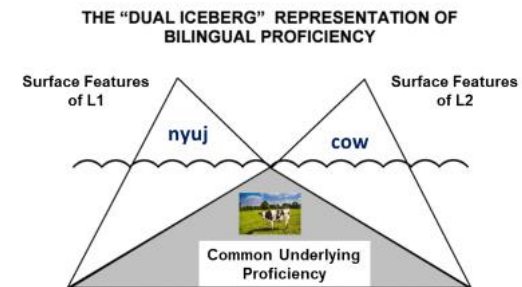 THE “DUAL ICEBERG” REPRESENTATION OF
BILINGUAL PROFICIENCY
Surface Features
of L1
Surface Features
of L2
nyuj
cow
Common Underlying
Proficiency